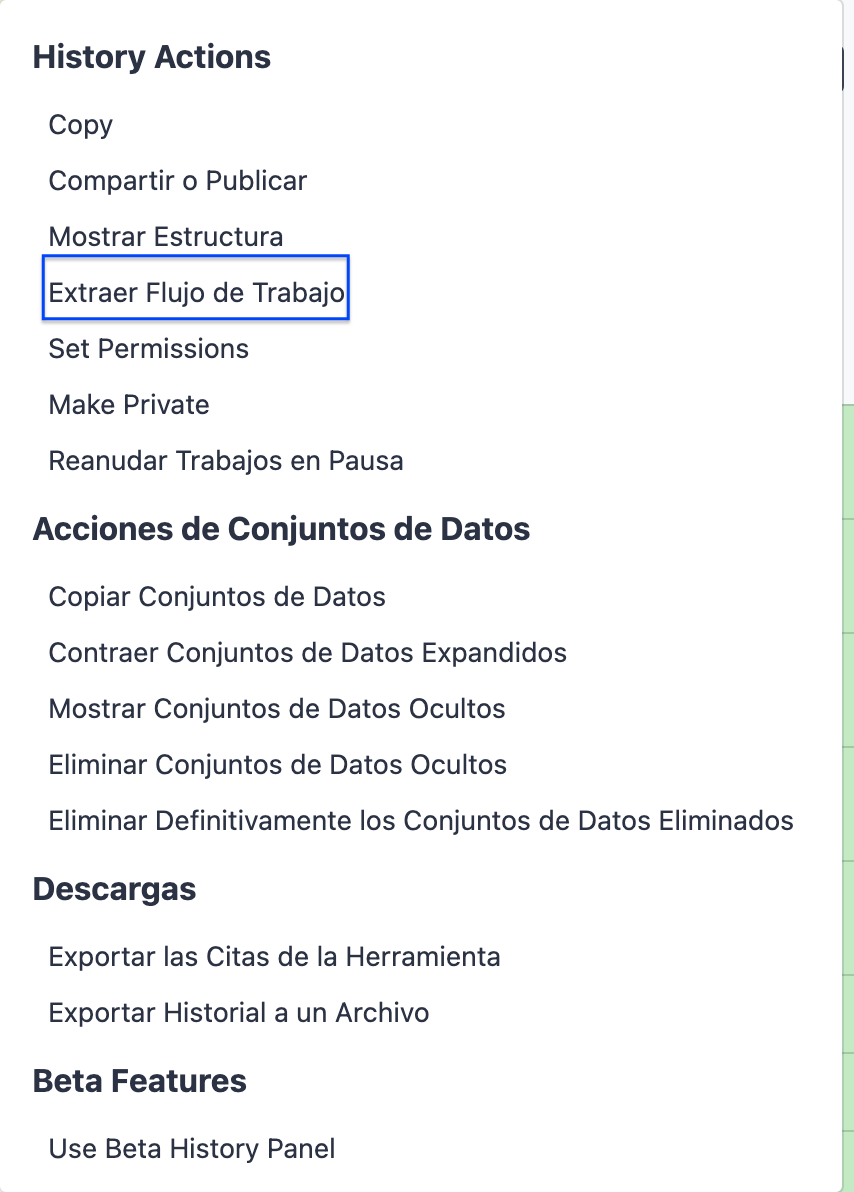 History Actions
Copy
Compartir o Publicar
Mostrar Estructura
Extraer Flujo de Trabajo
Set Permissions
Make Private
Reanudar Trabajos en Pausa
Acciones de Conjuntos de Datos
Copiar Conjuntos de Datos
Contraer Conjuntos de Datos Expandidos
Mostrar Conjuntos de Datos Ocultos
Eliminar Conjuntos de Datos Ocultos
Eliminar Definitivamente los Conjuntos de Datos Eliminados
Descargas
Exportar las Citas de la Herramienta
Exportar Historial a un Archivo
Beta Features
Use Beta History Panel